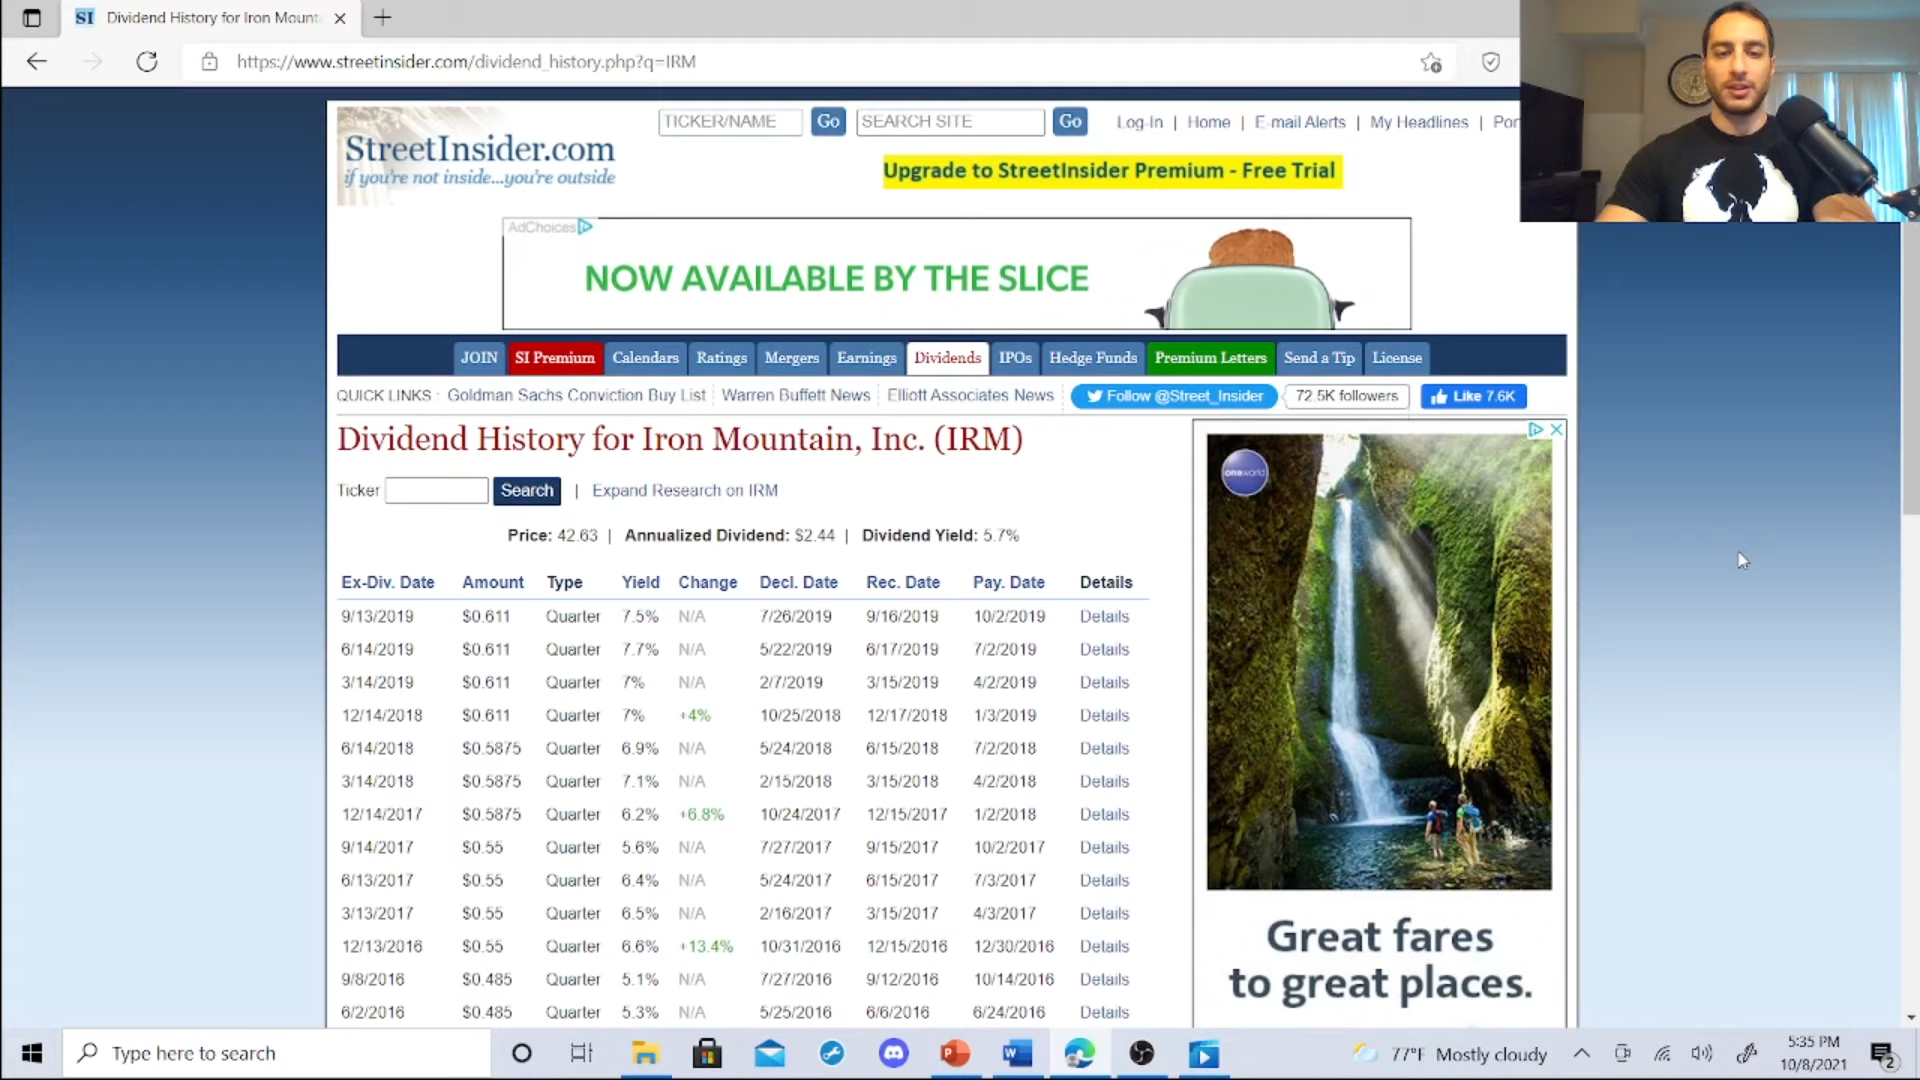 SI Dividend History for Iron Mount
https://www.streetinsider.com/dividend_history.php?q=IRM
TICKER/NAME Go SEARCH SITE Go Log-In | Home | E-mail Alerts | My Headlines | Por
StreetInsider.com
if you're not inside...you're outside
Upgrade to StreetInsider Premium - Free Trial
AdChoices
NOW AVAILABLE BY THE SLICE
JOIN SI Premium Calendars Ratings Mergers Earnings Dividends IPOs Hedge Funds Premium Letters Send a Tip License
QUICK LINKS : Goldman Sachs Conviction Buy List Warren Buffett News Elliott Associates News Follow @Street_Insider 72.5K followers Like 7.6K
Dividend History for Iron Mountain, Inc. (IRM)
Ticker Search | Expand Research on IRM
Price: 42.63 | Annualized Dividend: $2.44 | Dividend Yield: 5.7%
Ex-Div. Date Amount Type Yield Change Decl. Date Rec. Date Pay. Date Details
9/13/2019 $0.611 Quarter 7.5% N/A 7/26/2019 9/16/2019 10/2/2019 Details
6/14/2019 $0.611 Quarter 7.7% N/A 5/22/2019 6/17/2019 7/2/2019 Details
3/14/2019 $0.611 Quarter 7% N/A 2/7/2019 3/15/2019 4/2/2019 Details
12/14/2018 $0.611 Quarter 7% +4% 10/25/2018 12/17/2018 1/3/2019 Details
6/14/2018 $0.5875 Quarter 6.9% N/A 5/24/2018 6/15/2018 7/2/2018 Details
3/14/2018 $0.5875 Quarter 7.1% N/A 2/15/2018 3/15/2018 4/2/2018 Details
12/14/2017 $0.5875 Quarter 6.2% +6.8% 10/24/2017 12/15/2017 1/2/2018 Details
9/14/2017 $0.55 Quarter 5.6% N/A 7/27/2017 9/15/2017 10/2/2017 Details
6/13/2017 $0.55 Quarter 6.4% N/A 5/24/2017 6/15/2017 7/3/2017 Details
3/13/2017 $0.55 Quarter 6.5% N/A 2/16/2017 3/15/2017 4/3/2017 Details
12/13/2016 $0.55 Quarter 6.6% +13.4% 10/31/2016 12/15/2016 12/30/2016 Details
9/8/2016 $0.485 Quarter 5.1% N/A 7/27/2016 9/12/2016 10/14/2016 Details
6/2/2016 $0.485 Quarter 5.3% N/A 5/25/2016 6/6/2016 6/24/2016 Details
oneworld
Great fares
to great places.
Type here to search
77°F Mostly cloudy
5:35 PM
10/8/2021
2